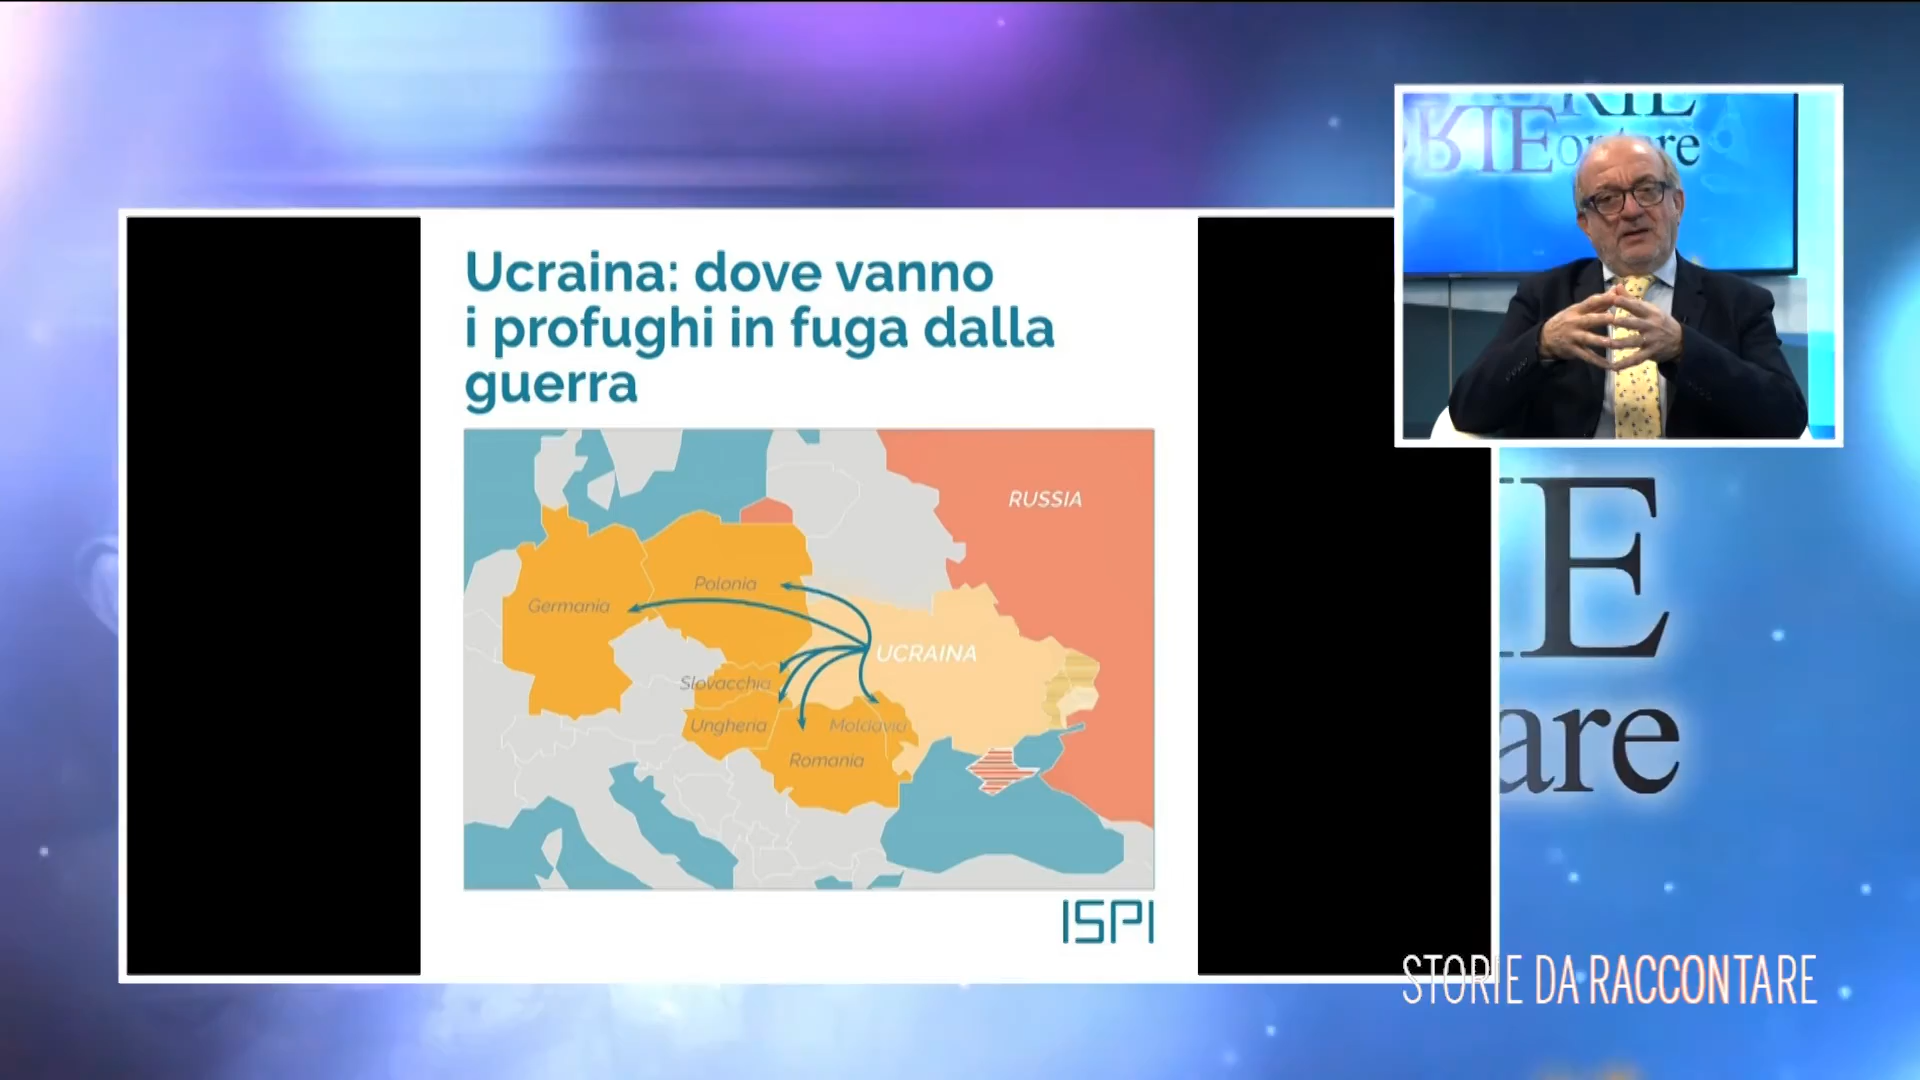 Ucraina: dove vanno
i profughi in fuga dalla
guerra
RUSSIA
Polonia
Germania
UCRAINA
Slovacchia
Ungheria
Moldavia
Romania
ISPI
STORIE DA RACCONTARE